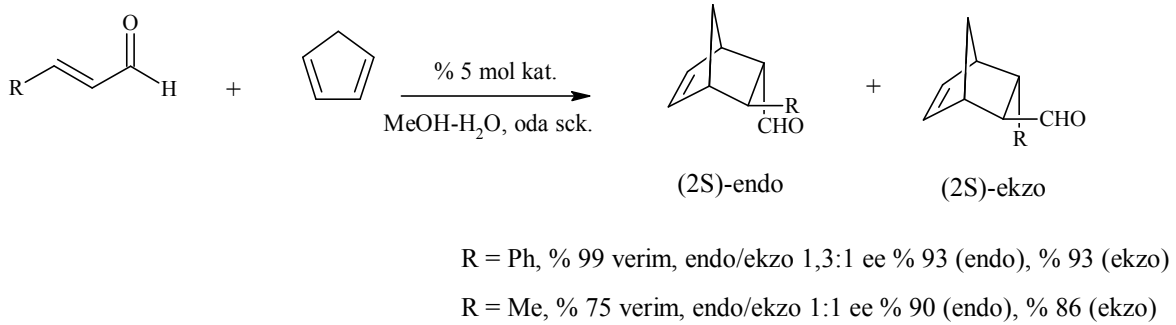 O
R
H
+
% 5 mol kat.
MeOH-H2O, oda sck.
R
CHO
(2S)-endo
+
CHO
R
(2S)-ekzo
R = Ph, % 99 verim, endo/ekzo 1,3:1 ee % 93 (endo), % 93 (ekzo)
R = Me, % 75 verim, endo/ekzo 1:1 ee % 90 (endo), % 86 (ekzo)